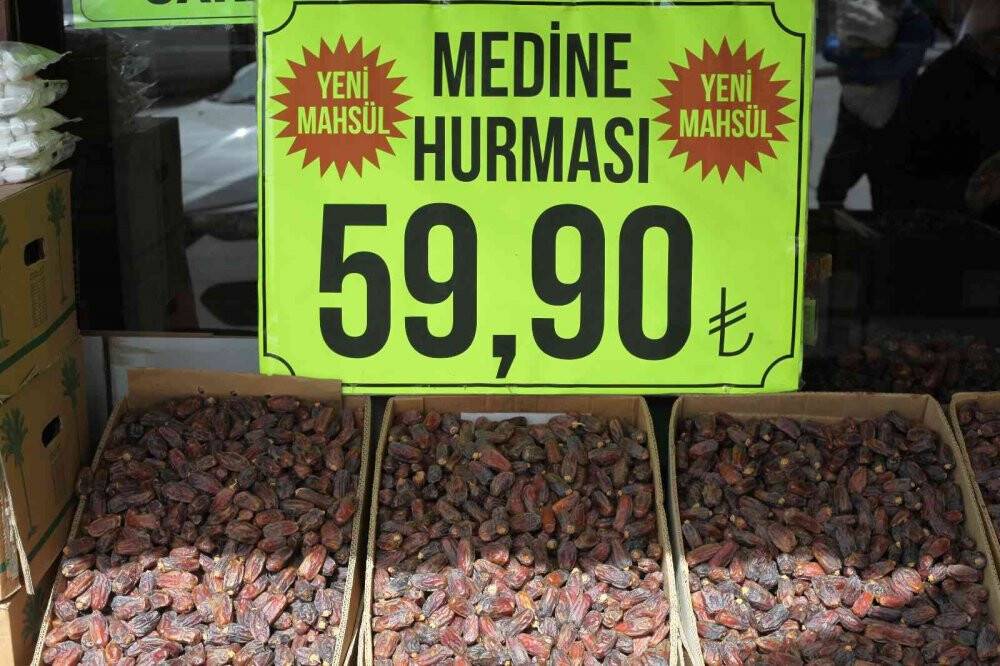 YENİ
MAHSÜL
MEDİNE
HURMASI
YENİ
MAHSÜL
59,90 ₺